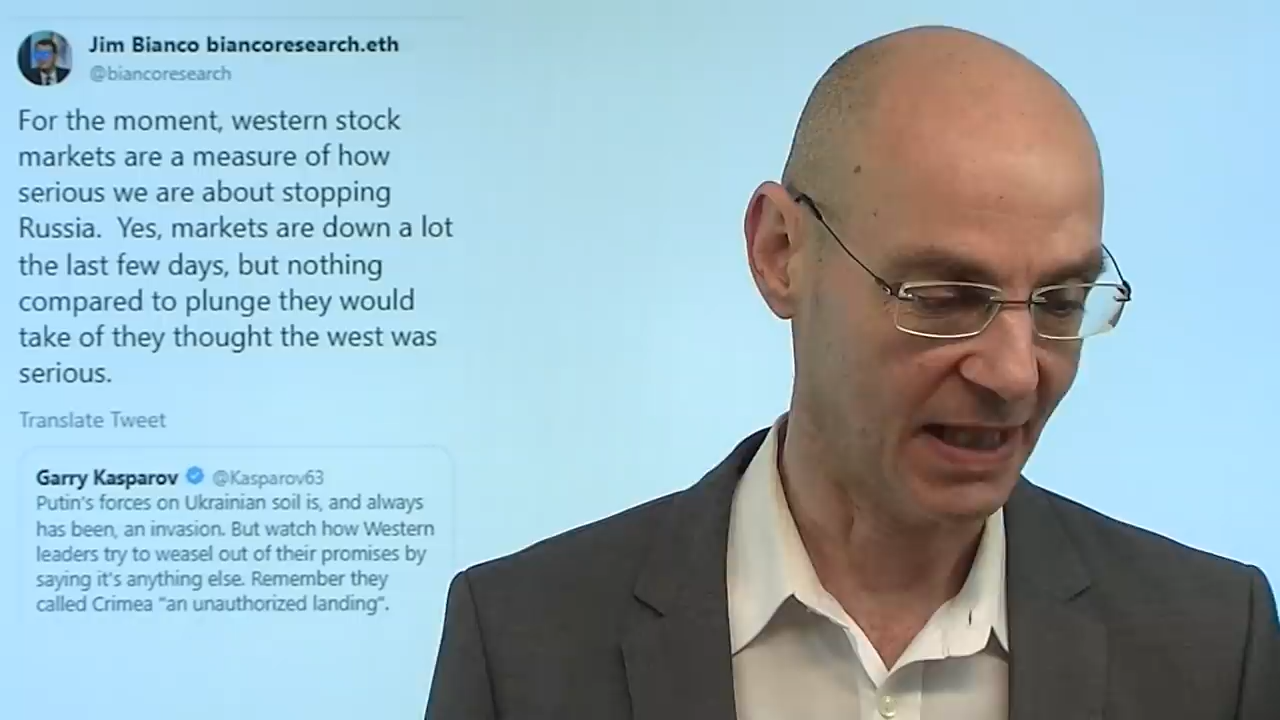 Jim Bianco biancoresearch.eth
@biancoresearch
For the moment, western stock
markets are a measure of how
serious we are about stopping
Russia.  Yes, markets are down a lot
the last few days, but nothing
compared to plunge they would
take of they thought the west was
serious.
Translate Tweet
Garry Kasparov @Kasparov63
Putin's forces on Ukrainian soil is, and always
has been, an invasion. But watch how Western
leaders try to weasel out of their promises by
saying it's anything else. Remember they
called Crimea "an unauthorized landing".